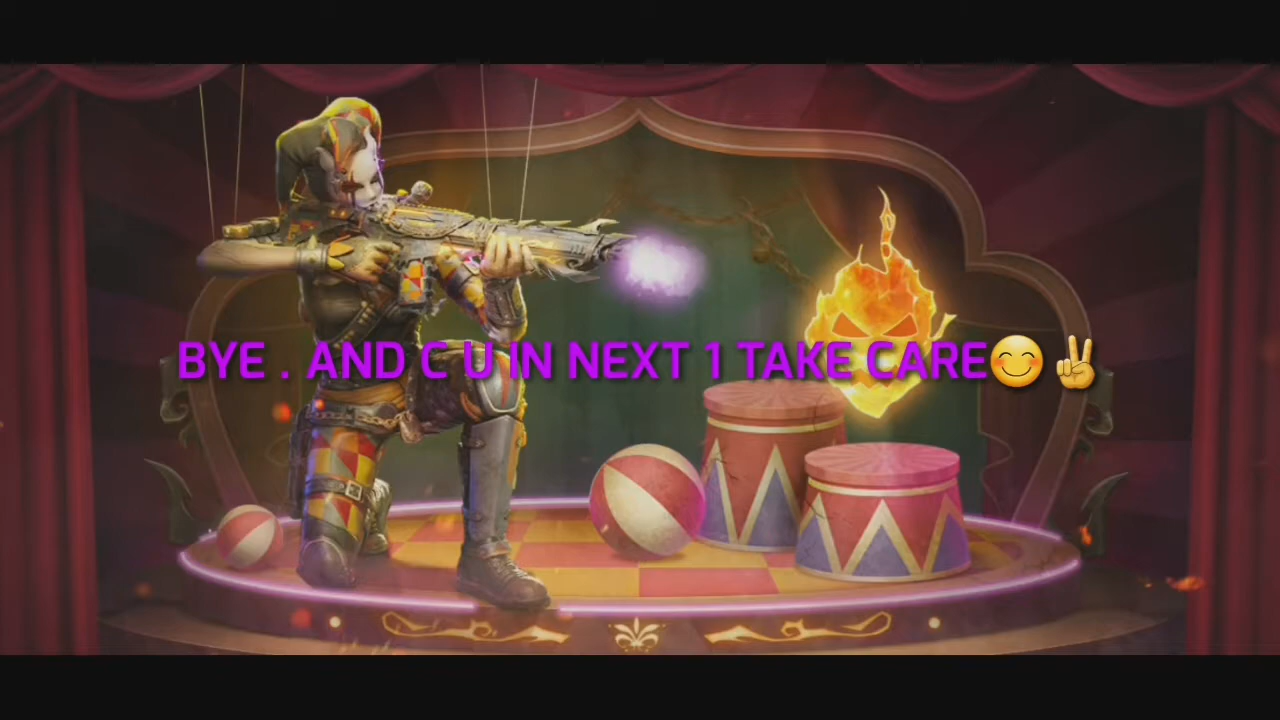 BYE . AND C U IN NEXT 1 TAKE CARE😊✌